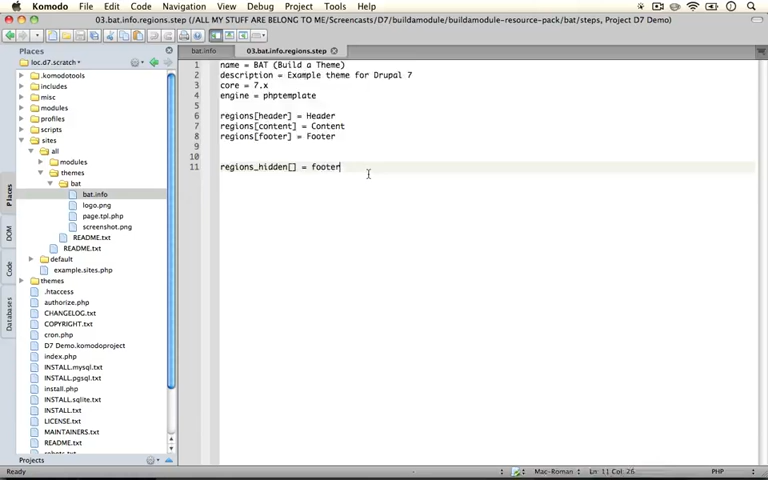 Komodo File Edit Code Navigation View Debug Project Tools Help
03.bat.info.regions.step (/ALL MY STUFF ARE BELONG TO ME/Screencasts/D7/buildamodule/buildamodule-resource-pack/bat/steps, Project D7 Demo)
Places
bat.info
03.bat.info.regions.step
loc.d7.scratch
.komodotools
includes
misc
modules
profiles
scripts
sites
all
modules
themes
bat
bat.info
logo.png
page.tpl.php
screenshot.png
README.txt
README.txt
default
example.sites.php
themes
.htaccess
authorize.php
CHANGELOG.txt
COPYRIGHT.txt
cron.php
D7 Demo.komodoproject
index.php
INSTALL.mysql.txt
INSTALL.pgsql.txt
install.php
INSTALL.sqlite.txt
INSTALL.txt
LICENSE.txt
MAINTAINERS.txt
README.txt
Projects
Places
DOM
Code
Databases
1 name = BAT (Build a Theme)
2 description = Example theme for Drupal 7
3 core = 7.x
4 engine = phptemplate
5
6 regions[header] = Header
7 regions[content] = Content
8 regions[footer] = Footer
9
10
11 regions_hidden[] = footer
Ready
Mac-Roman
Ln: 11 Col: 26
PHP